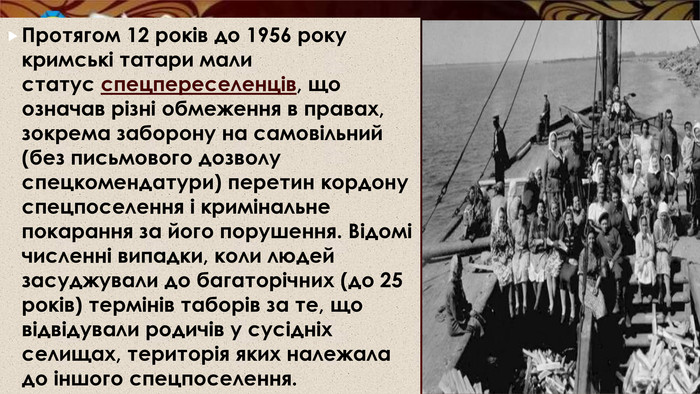 Протягом 12 років до 1956 року
кримські татари мали
статус спецпереселенців, що
означав різні обмеження в правах,
зокрема заборону на самовільний
(без письмового дозволу
спецкомендатури) перетин кордону
спецпоселення і кримінальне
покарання за його порушення. Відомі
численні випадки, коли людей
засуджували до багаторічних (до 25
років) термінів таборів за те, що
відвідували родичів у сусідніх
селищах, територія яких належала
до іншого спецпоселення.